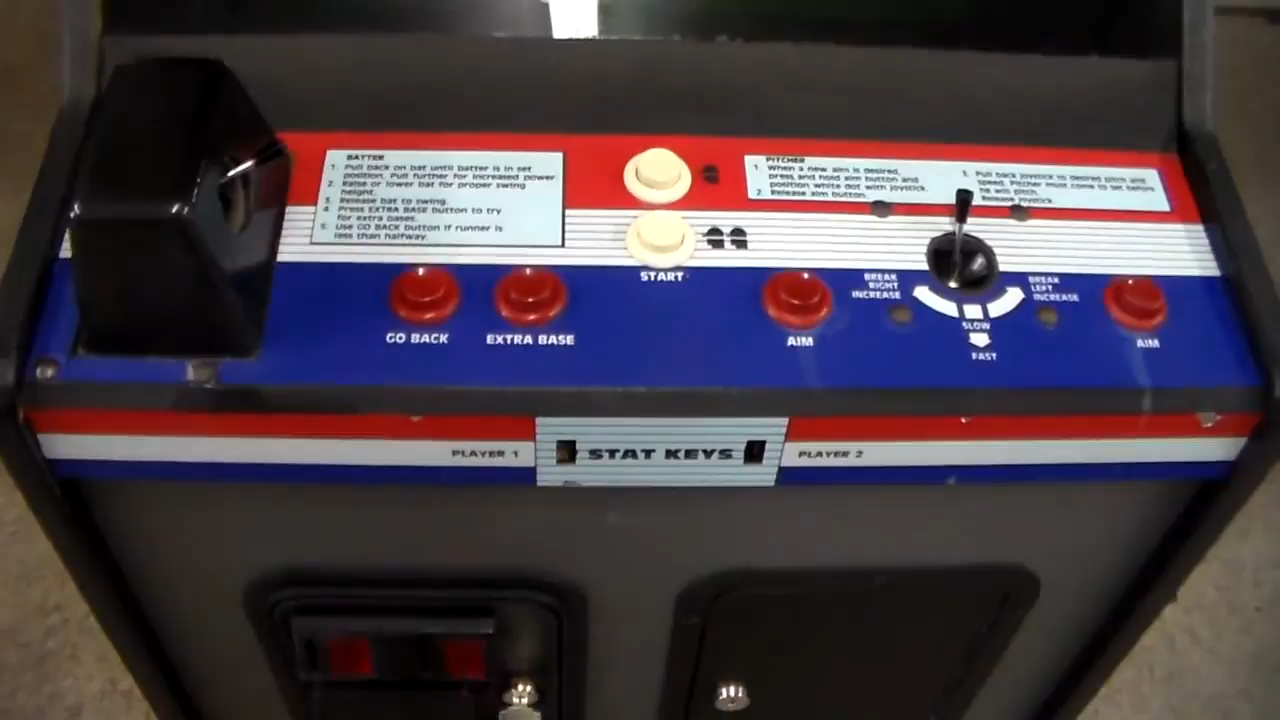 BATTER
1. Pull back on bat until batter is in set
position. Pull further for increased power
2. Raise or lower bat for proper swing
height.
3. Release bat to swing.
4. Press EXTRA BASE button to try
for extra bases.
5. Use GO BACK button if runner is
less than halfway.
PITCHER
1. When a new aim is desired,
press and hold aim button and
position white dot with joystick.
2. Release aim button.
3. Pull back joystick to desired pitch and
speed. Pitcher must come to set before
he will pitch.
Release joystick.
START
GO BACK
EXTRA BASE
AIM
BREAK
RIGHT
INCREASE
BREAK
LEFT
INCREASE
SLOW
FAST
AIM
PLAYER 1
STAT KEYS
PLAYER 2